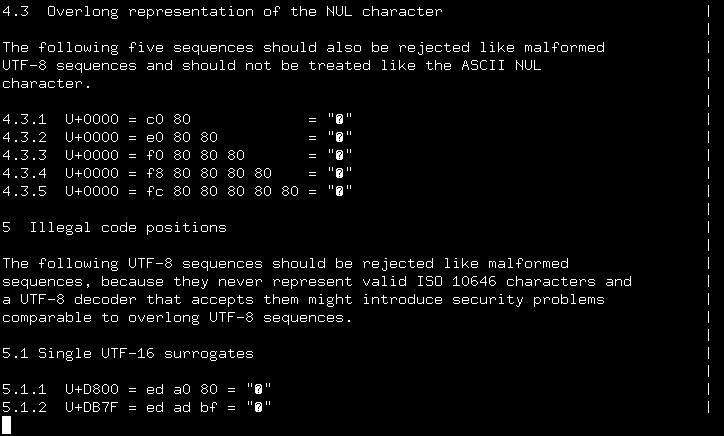 4.3  Overlong representation of the NUL character                              |
                                                                               |
The following five sequences should also be rejected like malformed            |
UTF-8 sequences and should not be treated like the ASCII NUL                   |
character.                                                                     |
                                                                               |
4.3.1  U+0000 = c0 80             = "�"                                        |
4.3.2  U+0000 = e0 80 80          = "�"                                        |
4.3.3  U+0000 = f0 80 80 80       = "�"                                        |
4.3.4  U+0000 = f8 80 80 80 80    = "�"                                        |
4.3.5  U+0000 = fc 80 80 80 80 80 = "�"                                        |
                                                                               |
5  Illegal code positions                                                      |
                                                                               |
The following UTF-8 sequences should be rejected like malformed                |
sequences, because they never represent valid ISO 10646 characters and         |
a UTF-8 decoder that accepts them might introduce security problems            |
comparable to overlong UTF-8 sequences.                                        |
                                                                               |
5.1 Single UTF-16 surrogates                                                   |
                                                                               |
5.1.1  U+D800 = ed a0 80 = "�"                                                 |
5.1.2  U+DB7F = ed ad bf = "�"                                                 |